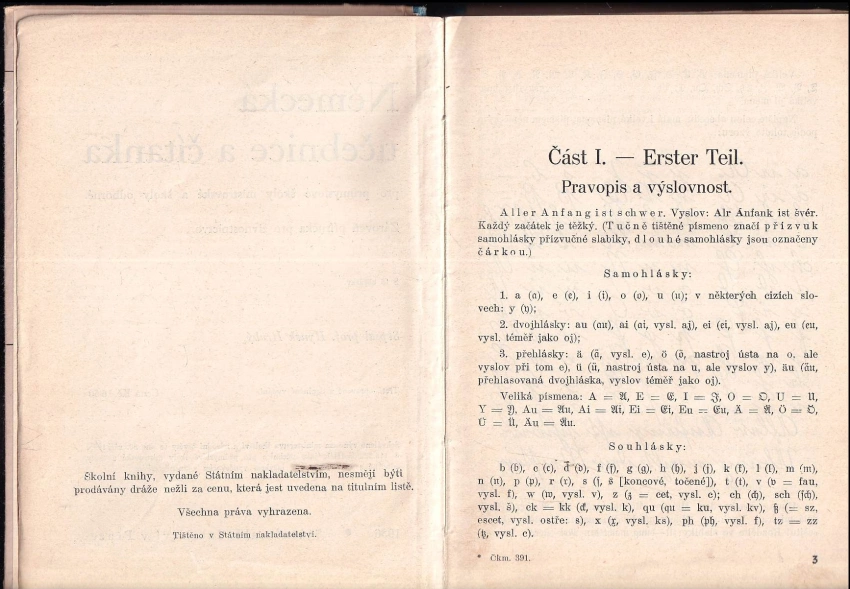 Školní knihy, vydané Státním nakladatelstvím, nesmějí býti
prodávány dráže nežli za cenu, která jest uvedena na titulním listě.
Všechna práva vyhrazena.
Tištěno v Státním nakladatelství.
Část I. — Erster Teil.
Pravopis a výslovnost.
Aller Anfang ist schwer. Vyslov: Alr Ánfank ist švér.
Každý začátek je těžký. (Tučně tištěné písmeno značí přízvuk
samohlásky přízvučné slabiky, dlouhé samohlásky jsou označeny
čárkou.)
Samohlásky:
1. a (a), e (e), i (i), o (o), u (u); v některých cizích slo-
vech: y (y);
2. dvojhlásky: au (au), ai (ai, vysl. aj), ei (ei, vysl. aj), eu (eu,
vysl. téměř jako oj);
3. přehlásky: ä (ä, vysl. e), ö (ö, nastroj ústa na o, ale
vyslov při tom e), ü (ü, nastroj ústa na u, ale vyslov y), äu (äu,
přehlasovaná dvojhláska, vyslov téměř jako oj).
Veliká písmena: A = 𝔄, E = 𝔈, I = ℑ, O = 𝔒, U = 𝔘,
Y = 𝔜, Au = 𝔄u, Ai = 𝔄i, Ei = 𝔈i, Eu = 𝔈u, Ä = 𝔄̈, Ö = 𝔒̈,
Ü = 𝔘̈, Äu = 𝔄̈u.
Souhlásky:
b (b), c (c), d (d), f (f), g (g), h (h), j (j), k (k), l (l), m (m),
n (n), p (p), r (r), s (ſ, s [koncové, točené]), t (t), v (v = fau,
vysl. f), w (w, vysl. v), z (z = cet, vysl. c); ch (ch), sch (ſch),
vysl. š), ck = kk (ck, vysl. k), qu (qu = ku, vysl. kv), ß (= sz,
escet, vysl. ostře: s), x (x, vysl. ks), ph (ph, vysl. f), tz = zz
(tz, vysl. c).
* Čkm. 391.
3